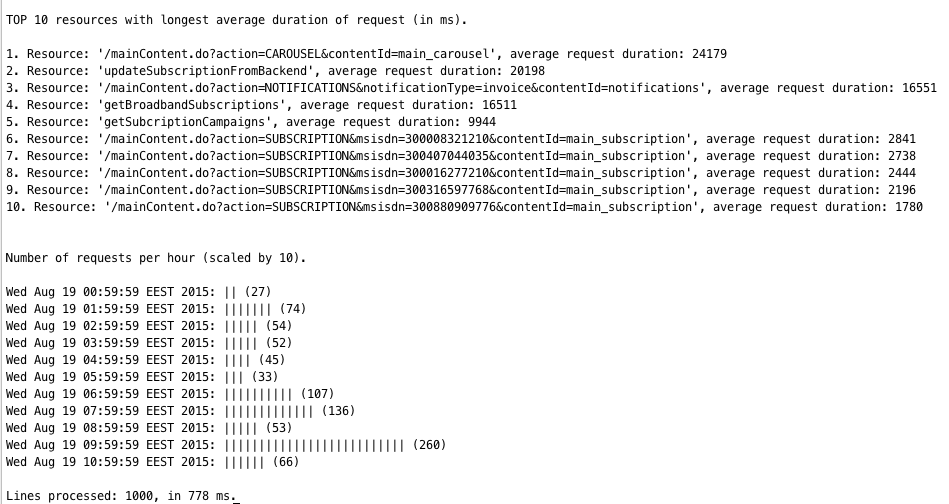 TOP 10 resources with longest average duration of request (in ms).
1. Resource: '/mainContent.do?action=CAROUSEL&contentId=main_carousel', average request duration: 24179
2. Resource: 'updateSubscriptionFromBackend', average request duration: 20198
3. Resource: '/mainContent.do?action=NOTIFICATIONS&notificationType=invoice&contentId=notifications', average request duration: 16551
4. Resource: 'getBroadbandSubscriptions', average request duration: 16511
5. Resource: 'getSubcriptionCampaigns', average request duration: 9944
6. Resource: '/mainContent.do?action=SUBSCRIPTION&msisdn=300008321210&contentId=main_subscription', average request duration: 2841
7. Resource: '/mainContent.do?action=SUBSCRIPTION&msisdn=300407044035&contentId=main_subscription', average request duration: 2738
8. Resource: '/mainContent.do?action=SUBSCRIPTION&msisdn=300016277210&contentId=main_subscription', average request duration: 2444
9. Resource: '/mainContent.do?action=SUBSCRIPTION&msisdn=300316597768&contentId=main_subscription', average request duration: 2196
10. Resource: '/mainContent.do?action=SUBSCRIPTION&msisdn=300880909776&contentId=main_subscription', average request duration: 1780
Number of requests per hour (scaled by 10).
Wed Aug 19 00:59:59 EEST 2015: || (27)
Wed Aug 19 01:59:59 EEST 2015: ||||||| (74)
Wed Aug 19 02:59:59 EEST 2015: ||||| (54)
Wed Aug 19 03:59:59 EEST 2015: ||||| (52)
Wed Aug 19 04:59:59 EEST 2015: |||| (45)
Wed Aug 19 05:59:59 EEST 2015: ||| (33)
Wed Aug 19 06:59:59 EEST 2015: |||||||||| (107)
Wed Aug 19 07:59:59 EEST 2015: ||||||||||||| (136)
Wed Aug 19 08:59:59 EEST 2015: ||||| (53)
Wed Aug 19 09:59:59 EEST 2015: |||||||||||||||||||||||||| (260)
Wed Aug 19 10:59:59 EEST 2015: |||||| (66)
Lines processed: 1000, in 778 ms.